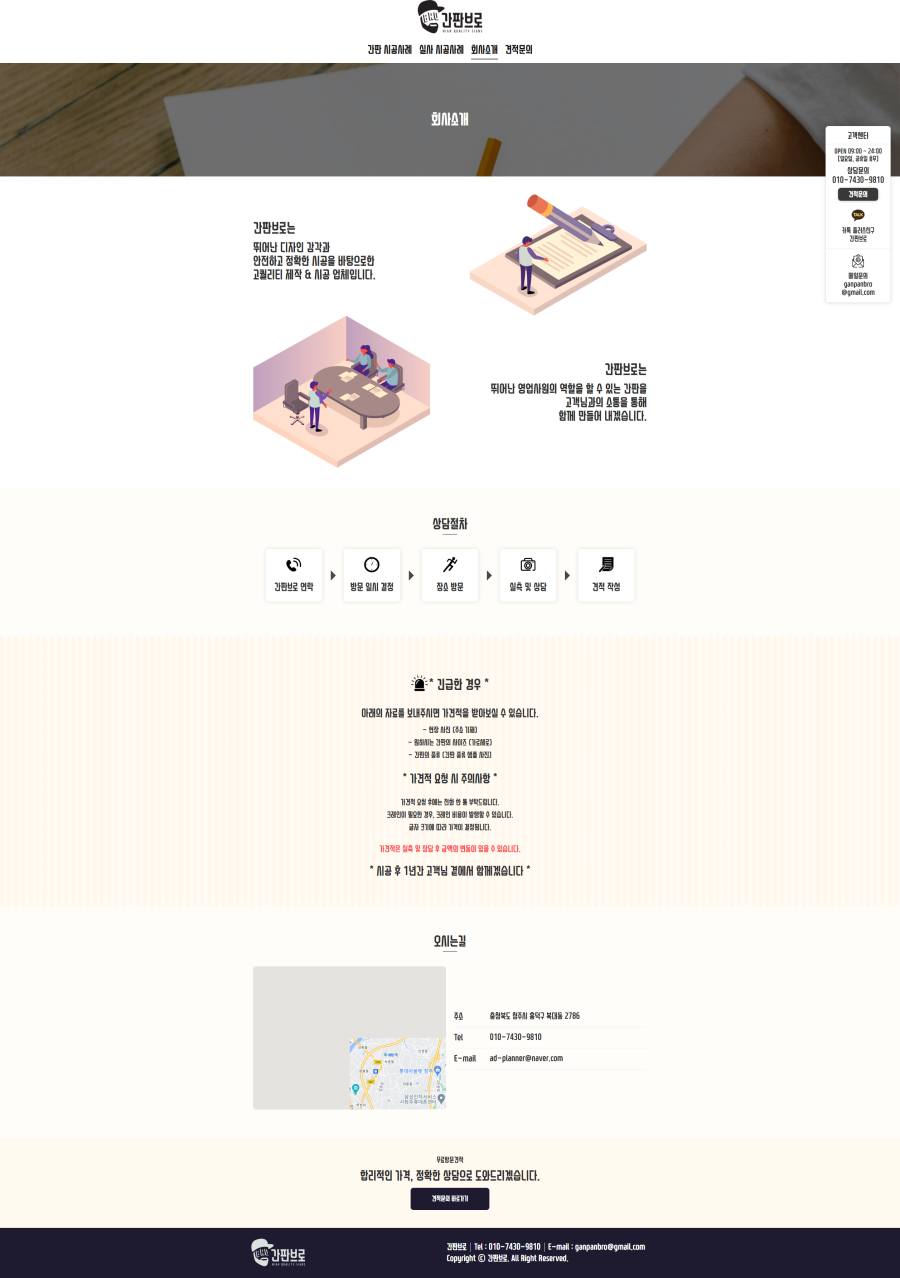 간판브로
HIGH QUALITY SIGNS
간판 시공사례 실사 시공사례 회사소개 견적문의
회사소개
고객센터
OPEN 09:00 - 24:00
[일요일, 공휴일 휴무]
상담문의
010-7430-9810
견적문의
TALK
카톡 플러스친구
간판브로
메일문의
ganpanbro
@gmail.com
간판브로는
뛰어난 디자인 감각과
안전하고 정확한 시공을 바탕으로한
고퀄리티 제작 & 시공 업체입니다.
간판브로는
뛰어난 영업사원의 역할을 할 수 있는 간판을
고객님과의 소통을 통해
함께 만들어 내겠습니다.
상담절차
간판브로 연락
방문 일시 결정
장소 방문
실측 및 상담
견적 작성
* 긴급한 경우 *
아래의 자료를 보내주시면 가견적을 받아보실 수 있습니다.
- 현장 사진 (주소 기재)
- 원하시는 간판의 사이즈 (가로세로)
- 간판의 종류 (간판 종류 샘플 사진)
* 가견적 요청 시 주의사항 *
가견적 요청 후에는 전화 한 통 부탁드립니다.
크레인이 필요한 경우, 크레인 비용이 발생할 수 있습니다.
글자 크기에 따라 가격이 결정됩니다.
가견적은 실측 및 상담 후 금액의 변동이 있을 수 있습니다.
* 시공 후 1년간 고객님 곁에서 함께겠습니다 *
오시는길
주소 충청북도 청주시 흥덕구 복대동 2786
Tel 010-7430-9810
E-mail ad-planner@naver.com
무료방문견적
합리적인 가격, 정확한 상담으로 도와드리겠습니다.
견적문의 바로가기
간판브로
HIGH QUALITY SIGNS
간판브로 | Tel : 010-7430-9810 | E-mail : ganpanbro@gmail.com
Copyright ⓒ 간판브로. All Right Reserved.